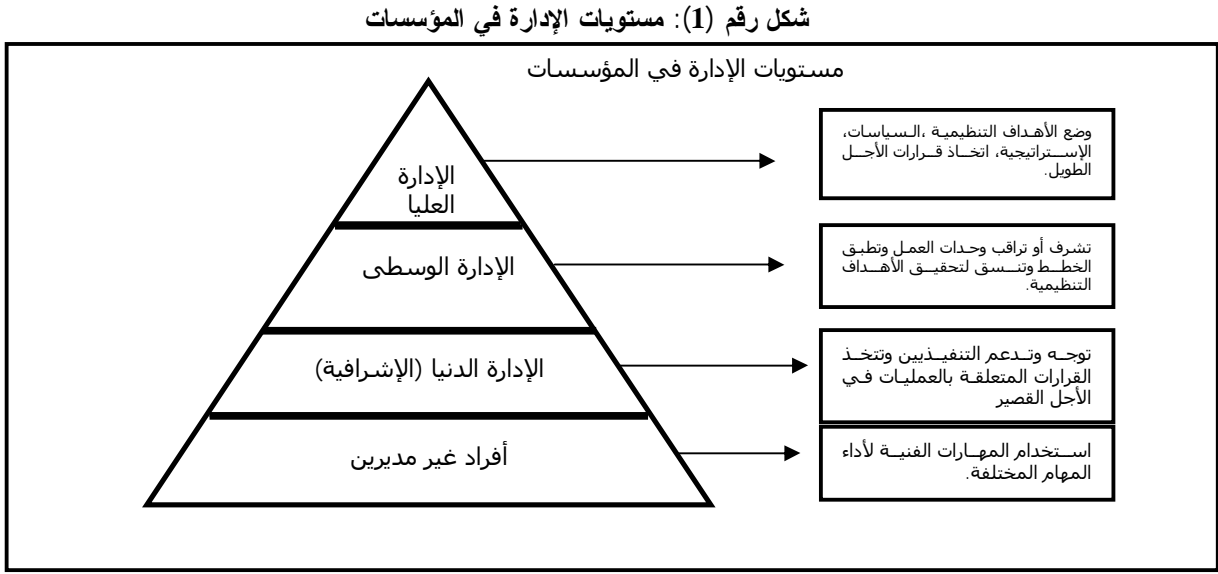 شكل رقم (1): مستويات الإدارة في المؤسسات
مستويات الإدارة في المؤسسات
الإدارة
العليا
وضع الأهداف التنظيمية ،السياسات،
الإستراتيجية، اتخاذ قرارات الأجل
الطويل.
الإدارة الوسطى
تشرف أو تراقب وحدات العمل وتطبق
الخطط وتنسق لتحقيق الأهداف
التنظيمية.
الإدارة الدنيا (الإشرافية)
توجه وتدعم التنفيذيين وتتخذ
القرارات المتعلقة بالعمليات في
الأجل القصير
أفراد غير مديرين
استخدام المهارات الفنية لأداء
المهام المختلفة.